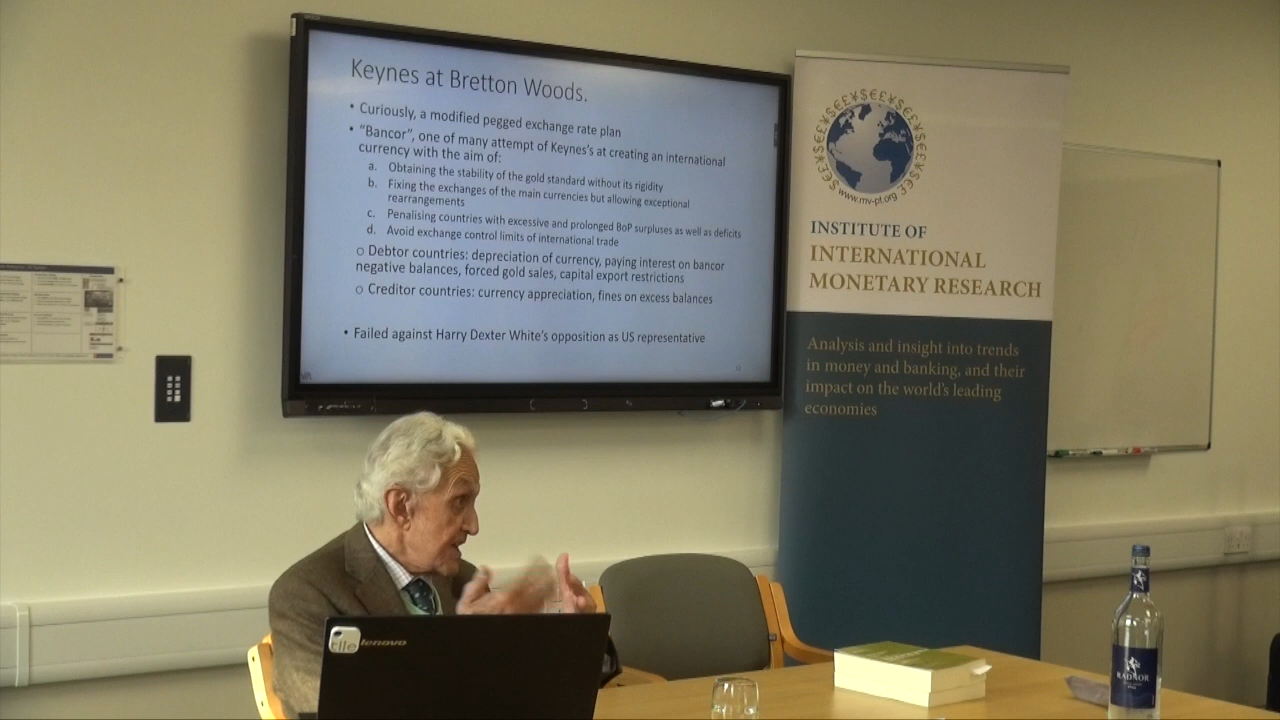 Keynes at Bretton Woods.
• Curiously, a modified pegged exchange rate plan
• "Bancor", one of many attempt of Keynes's at creating an international
currency with the aim of:
a. Obtaining the stability of the gold standard without its rigidity
b. Fixing the exchanges of the main currencies but allowing exceptional
rearrangements
c. Penalising countries with excessive and prolonged BoP surpluses as well as deficits
d. Avoid exchange control limits of international trade
o Debtor countries: depreciation of currency, paying interest on bancor
negative balances, forced gold sales, capital export restrictions
o Creditor countries: currency appreciation, fines on excess balances
• Failed against Harry Dexter White's opposition as US representative
www.mv-pt.org
INSTITUTE OF
INTERNATIONAL
MONETARY RESEARCH
Analysis and insight into trends
in money and banking, and their
impact on the world's leading
economies
lenovo
RADNOR